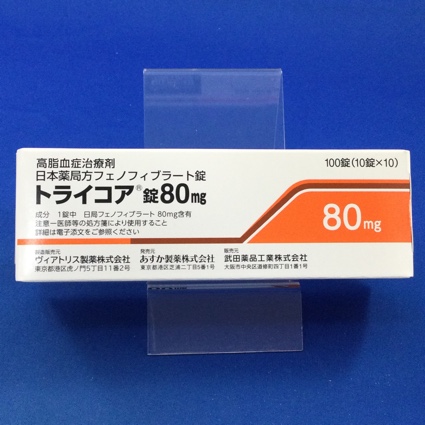 高脂血症治療剤
日本薬局方フェノフィブラート錠
100錠(10錠×10)
トライコア®錠80mg
80mg
成分 1錠中 日局フェノフィブラート 80mg含有
注意ー医師等の処方箋により使用すること
詳細は電子添文をご参照ください
製造販売元
ヴィアトリス製薬株式会社
東京都港区虎ノ門5丁目11番2号
発売元
あすか製薬株式会社
東京都港区芝浦二丁目5番1号
販売元
武田薬品工業株式会社
大阪市中央区道修町四丁目1番1号